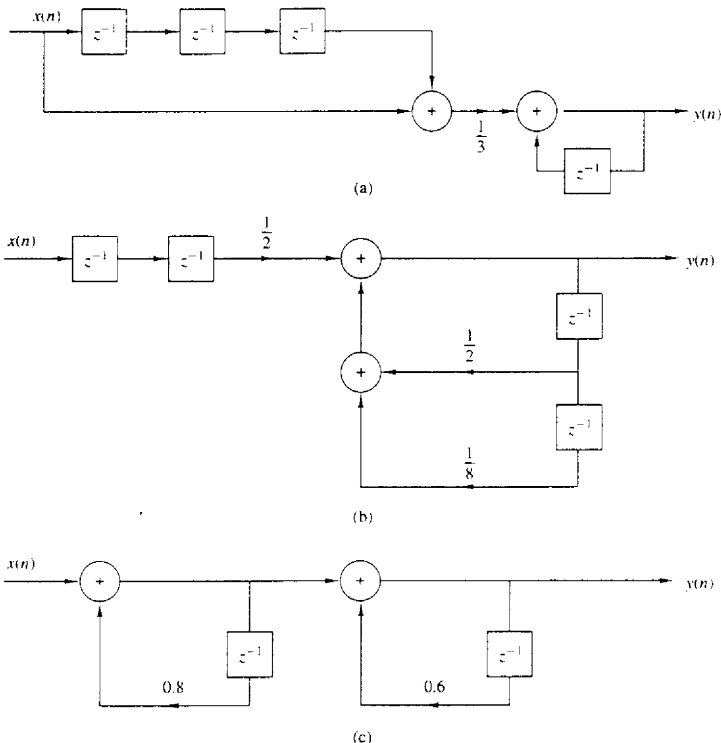 x(n)
z⁻¹ z⁻¹ z⁻¹
+ + y(n)
1/3
z⁻¹
(a)
x(n) z⁻¹ z⁻¹ 1/2 + y(n)
z⁻¹
+ 1/2
z⁻¹
1/8
(b)
x(n) + + y(n)
z⁻¹ z⁻¹
0.8 0.6
(c)